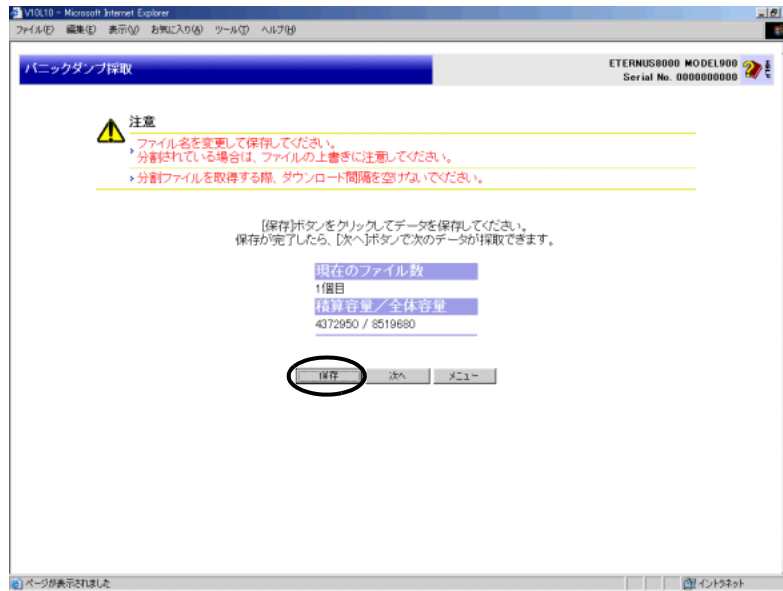 V10L10 - Microsoft Internet Explorer
ファイル(F) 編集(E) 表示(V) お気に入り(A) ツール(T) ヘルプ(H)
パニックダンプ採取
ETERNUS8000 MODEL900
Serial No. 0000000000
HELP
注意
ファイル名を変更して保存してください。
分割されている場合は、ファイルの上書きに注意してください。
分割ファイルを取得する際、ダウンロード間隔を空けないでください。
[保存]ボタンをクリックしてデータを保存してください。
保存が完了したら、[次へ]ボタンで次のデータが採取できます。
現在のファイル数
1個目
積算容量／全体容量
4372950 / 8519680
保存 次へ メニュー
ページが表示されました
イントラネット